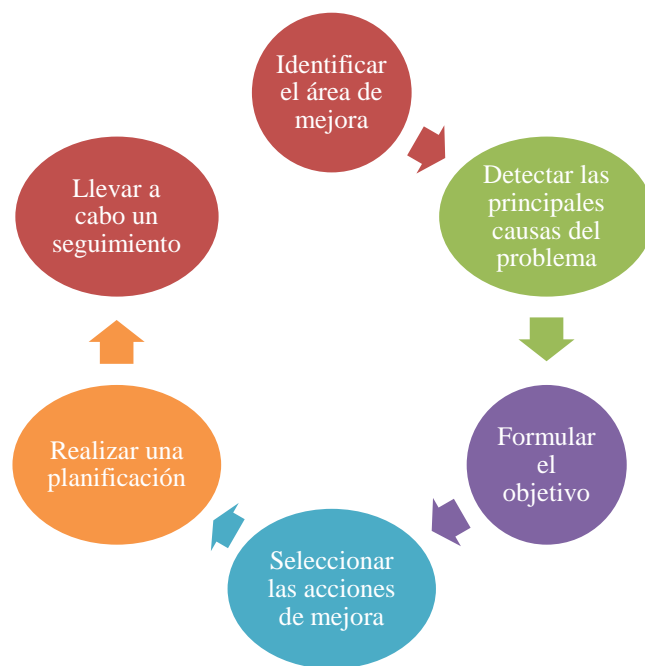 Identificar
el área de
mejora
Detectar las
principales
causas del
problema
Formular
el
objetivo
Seleccionar
las acciones
de mejora
Realizar una
planificación
Llevar a
cabo un
seguimiento